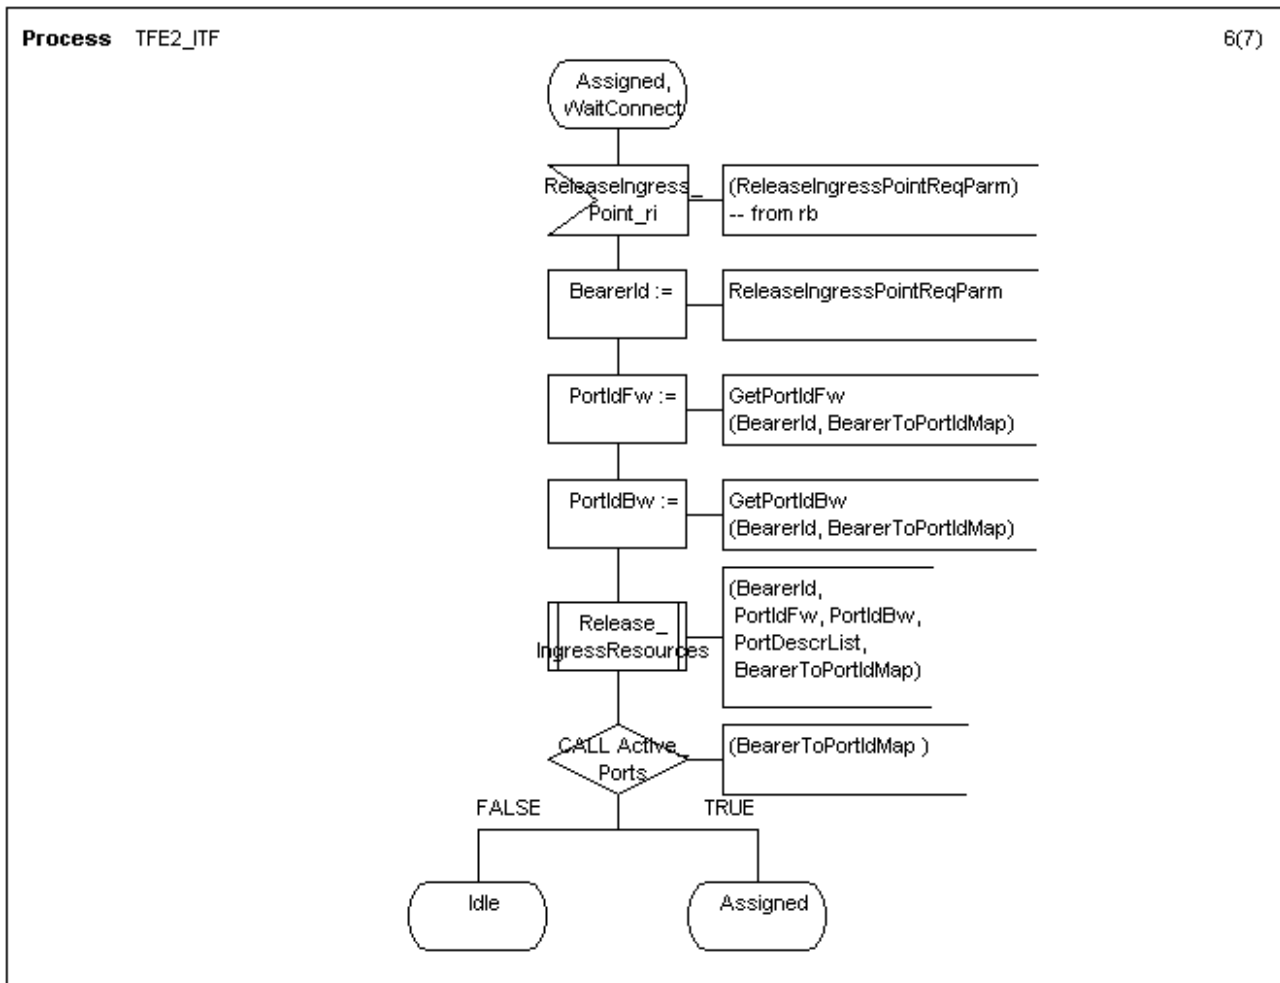 Process TFE2_ITF
6(7)
Assigned,
WaitConnect
ReleaseIngress_
Point_ri
(ReleaseIngressPointReqParm)
-- from rb
BearerId :=
ReleaseIngressPointReqParm
PortIdFw :=
GetPortIdFw
(BearerId, BearerToPortIdMap)
PortIdBw :=
GetPortIdBw
(BearerId, BearerToPortIdMap)
Release_
IngressResources
(BearerId,
PortIdFw, PortIdBw,
PortDescrList,
BearerToPortIdMap)
CALL Active_
Ports
(BearerToPortIdMap )
FALSE
TRUE
Idle
Assigned